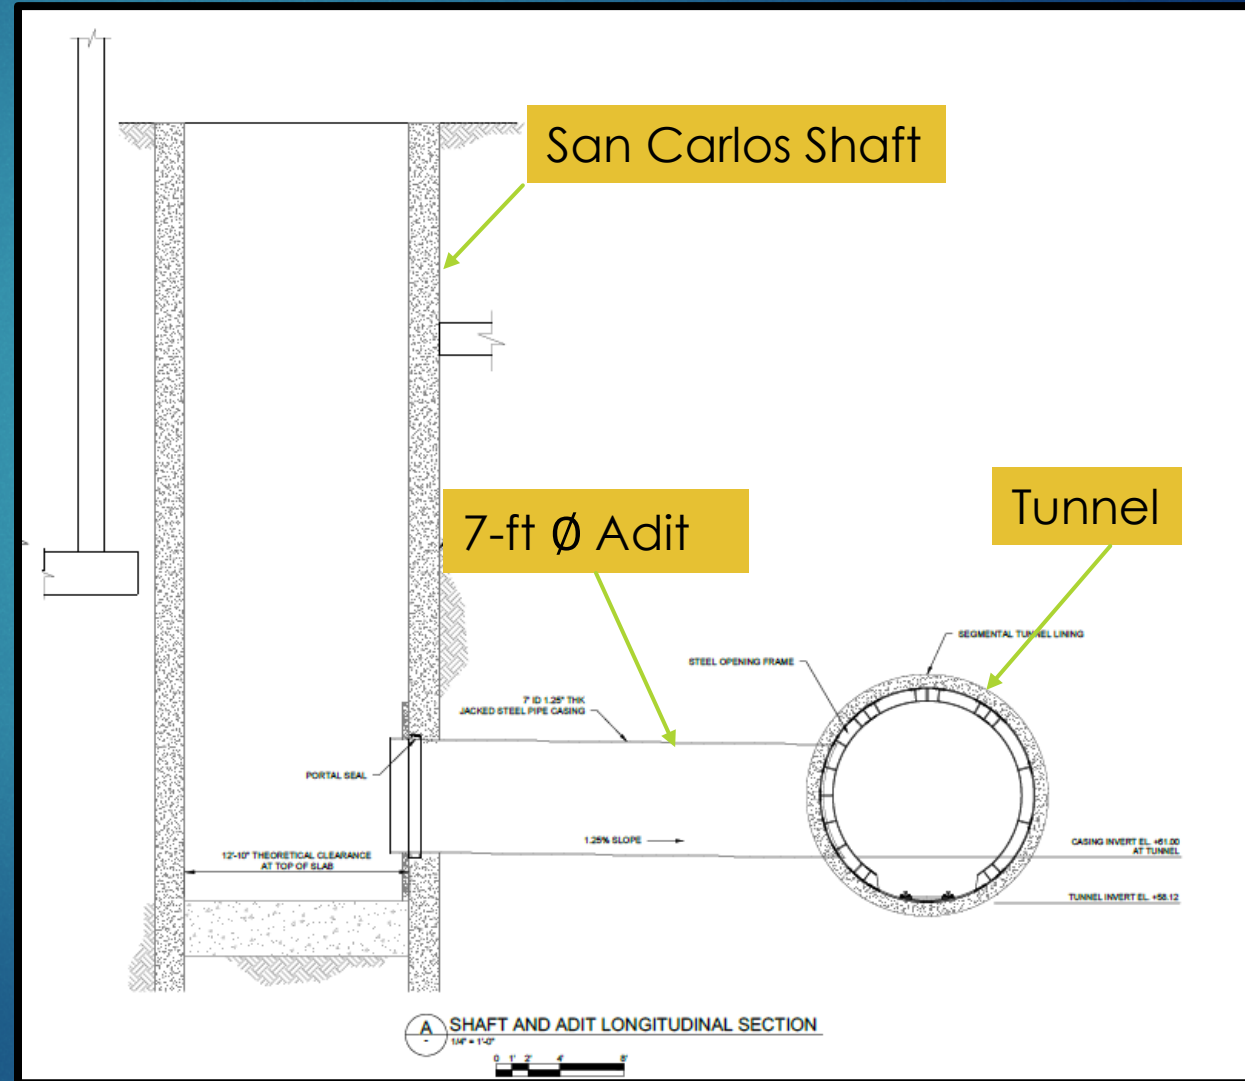 San Carlos Shaft
7-ft Ø Adit
Tunnel
SEGMENTAL TUNNEL LINING
STEEL OPENING FRAME
7' ID 1.25" THK
JACKED STEEL PIPE CASING
PORTAL SEAL
1.25% SLOPE
12'-10" THEORETICAL CLEARANCE
AT TOP OF SLAB
CASING INVERT EL. +61.00
AT TUNNEL
TUNNEL INVERT EL. +58.12
A
-
SHAFT AND ADIT LONGITUDINAL SECTION
1/4" = 1'-0"
0 1' 2' 4' 8'